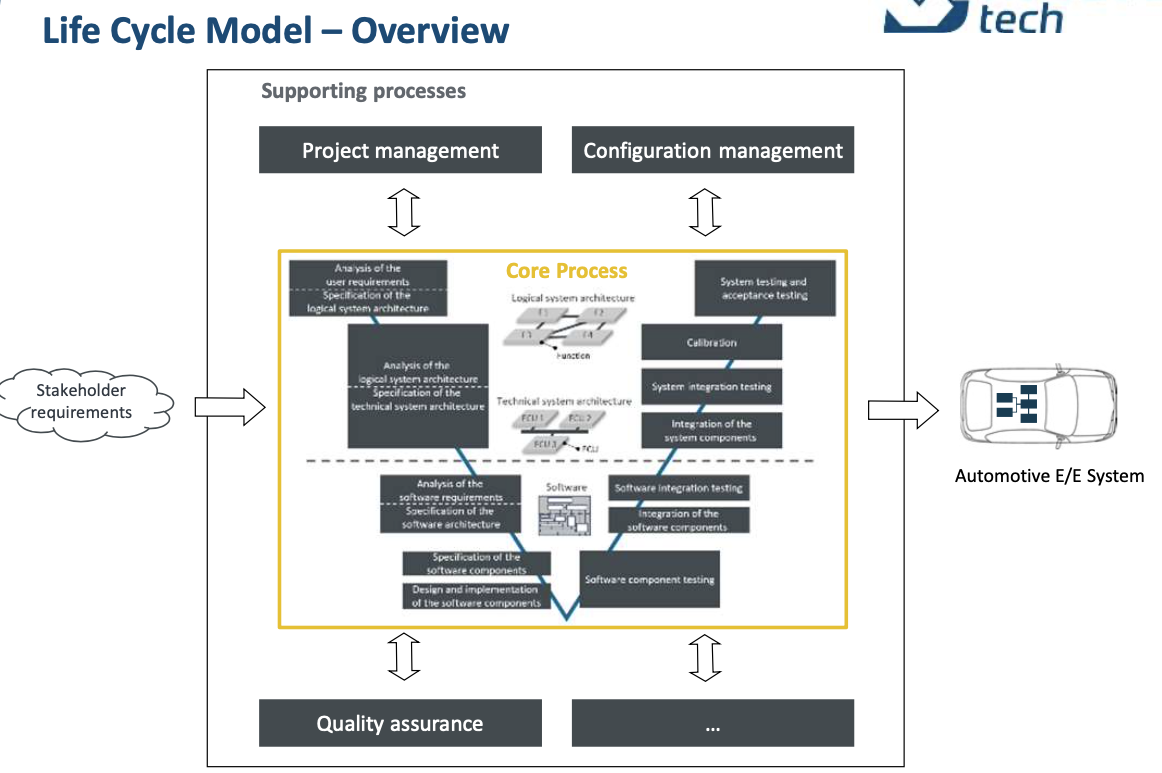 Life Cycle Model – Overview
tech
Supporting processes
Project management
Configuration management
Core Process
Analysis of the
user requirements
Specification of the
logical system architecture
Logical system architecture
F1
F2
F3
F4
Function
System testing and
acceptance testing
Analysis of the
logical system architecture
Specification of the
technical system architecture
Calibration
System integration testing
Technical system architecture
ECU 1
ECU 2
ECU 3
ECU
Integration of the
system components
Stakeholder
requirements
Automotive E/E System
Analysis of the
software requirements
Specification of the
software architecture
Software
Software integration testing
Integration of the
software components
Specification of the
software components
Design and implementation
of the software components
Software component testing
Quality assurance
...